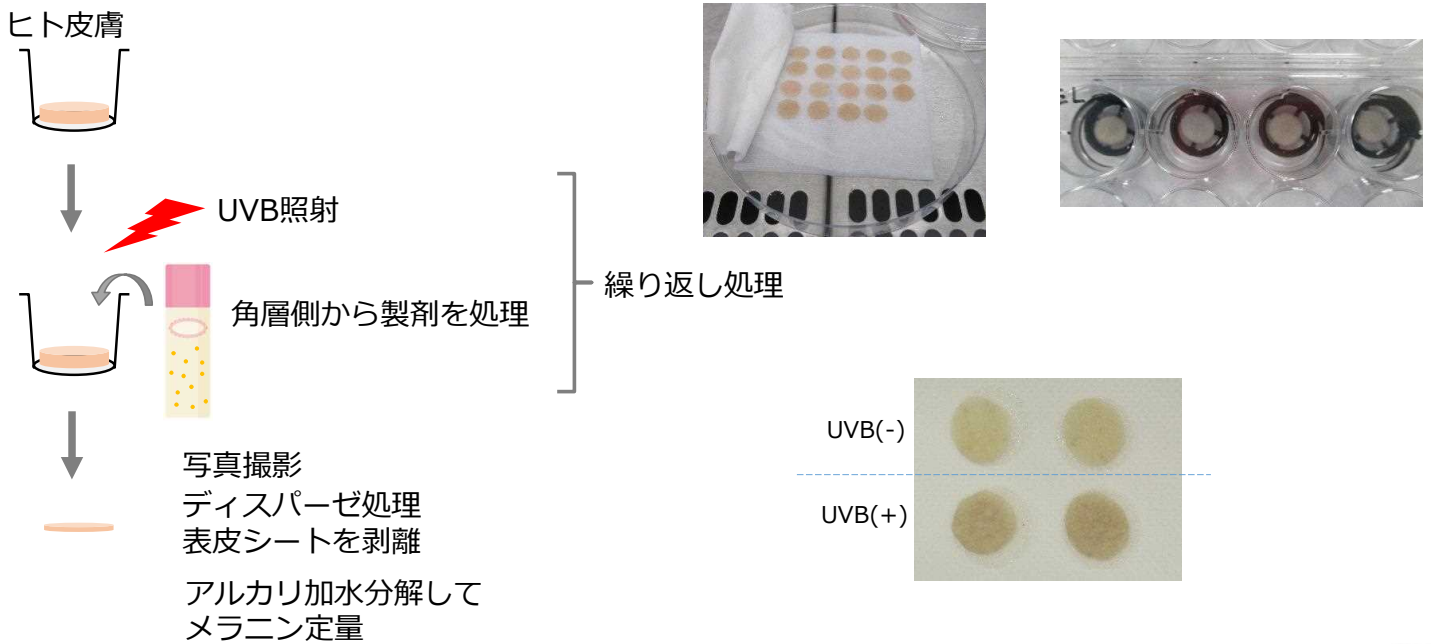 ヒト皮膚
UVB照射
角層側から製剤を処理
繰り返し処理
写真撮影
ディスパーゼ処理
表皮シートを剥離
アルカリ加水分解して
メラニン定量
EL
UVB(-)
UVB(+)